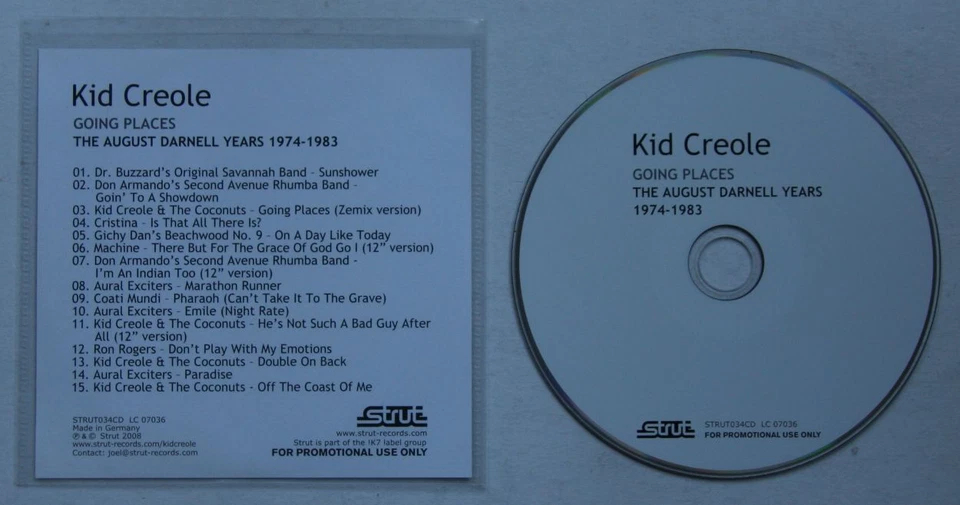 Kid Creole
GOING PLACES
THE AUGUST DARNELL YEARS 1974-1983
01. Dr. Buzzard's Original Savannah Band - Sunshower
02. Don Armando's Second Avenue Rhumba Band -
Goin' To A Showdown
03. Kid Creole & The Coconuts - Going Places (Zemix version)
04. Cristina - Is That All There Is?
05. Gichy Dan's Beachwood No. 9 - On A Day Like Today
06. Machine - There But For The Grace Of God Go I (12" version)
07. Don Armando's Second Avenue Rhumba Band -
I'm An Indian Too (12" version)
08. Aural Exciters - Marathon Runner
09. Coati Mundi - Pharaoh (Can't Take It To The Grave)
10. Aural Exciters - Emile (Night Rate)
11. Kid Creole & The Coconuts - He's Not Such A Bad Guy After
All (12" version)
12. Ron Rogers - Don't Play With My Emotions
13. Kid Creole & The Coconuts - Double On Back
14. Aural Exciters - Paradise
15. Kid Creole & The Coconuts - Off The Coast Of Me
STRUT034CD LC 07036
Made in Germany
℗ & © Strut 2008
www.strut-records.com/kidcreole
Contact: joel@strut-records.com
Strut
www.strut-records.com
Strut is part of the !K7 label group
FOR PROMOTIONAL USE ONLY
Kid Creole
GOING PLACES
THE AUGUST DARNELL YEARS
1974-1983
Strut
STRUT034CD LC 07036
FOR PROMOTIONAL USE ONLY